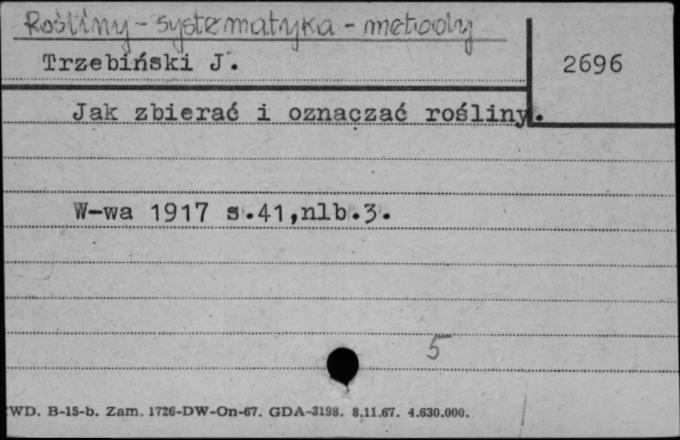 Rośliny - systematyka - metody
Trzebiński J.
2696
Jak zbierać i oznaczać rośliny.
W-wa 1917 s.41,nlb.3.
5
WD. B-15-b. Zam. 1726-DW-On-67. GDA-3198. 8.11.67. 4.630.000.